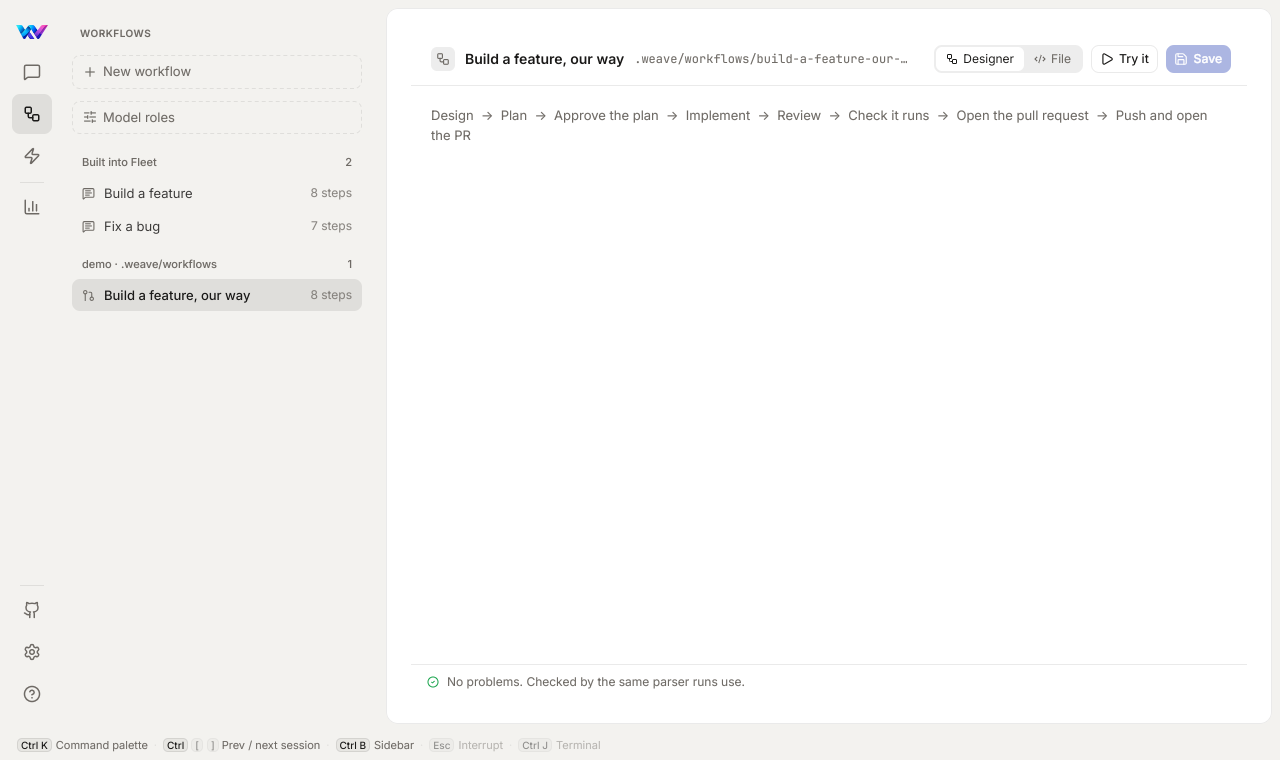 WORKFLOWS
New workflow
Model roles
Built into Fleet 2
Build a feature 8 steps
Fix a bug 7 steps
demo · .weave/workflows 1
Build a feature, our way 8 steps
Build a feature, our way .weave/workflows/build-a-feature-our-… Designer File Try it Save
Design → Plan → Approve the plan → Implement → Review → Check it runs → Open the pull request → Push and open
the PR
No problems. Checked by the same parser runs use.
Ctrl K Command palette · Ctrl [ ] Prev / next session · Ctrl B Sidebar · Esc Interrupt · Ctrl J Terminal